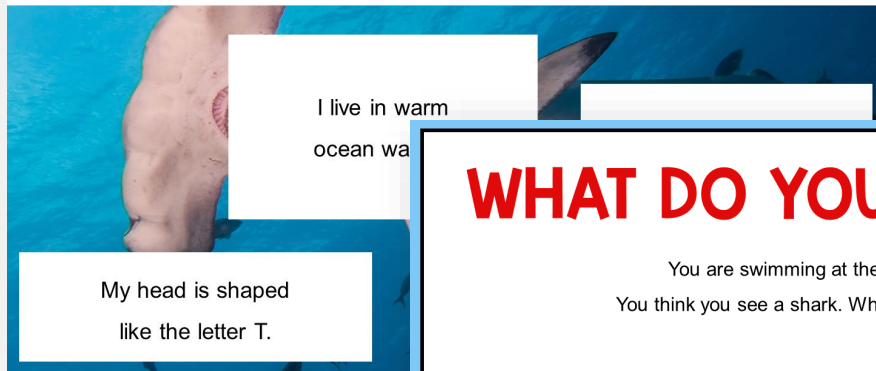 I live in warm
ocean
My head is shaped
like the letter T.
WHAT DO YOU
You are swimming at the
You think you see a shark.